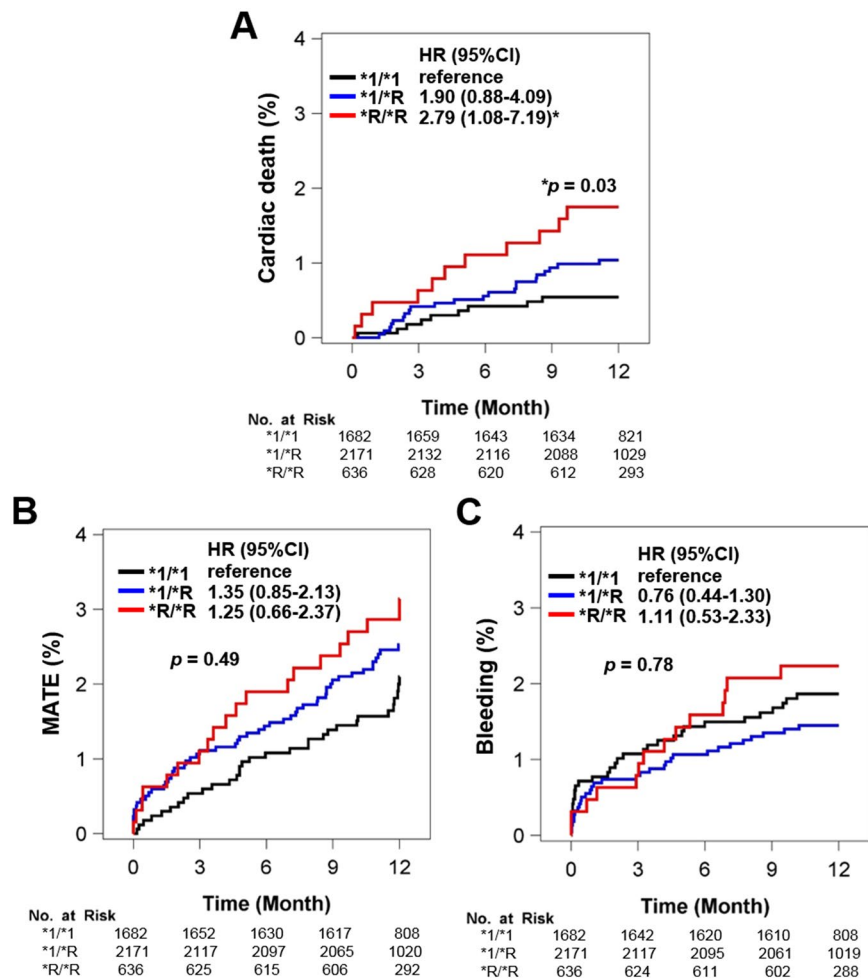 A
Cardiac death (%)
4
3
2
1
0
HR (95%CI)
*1/*1 reference
*1/*R 1.90 (0.88-4.09)
*R/*R 2.79 (1.08-7.19)*
*p = 0.03
0 3 6 9 12
Time (Month)
No. at Risk
*1/*1 1682 1659 1643 1634 821
*1/*R 2171 2132 2116 2088 1029
*R/*R 636 628 620 612 293
B
MATE (%)
4
3
2
1
0
HR (95%CI)
*1/*1 reference
*1/*R 1.35 (0.85-2.13)
*R/*R 1.25 (0.66-2.37)
p = 0.49
0 3 6 9 12
Time (Month)
No. at Risk
*1/*1 1682 1652 1630 1617 808
*1/*R 2171 2117 2097 2065 1020
*R/*R 636 625 615 606 292
C
Bleeding (%)
4
3
2
1
0
HR (95%CI)
*1/*1 reference
*1/*R 0.76 (0.44-1.30)
*R/*R 1.11 (0.53-2.33)
p = 0.78
0 3 6 9 12
Time (Month)
No. at Risk
*1/*1 1682 1642 1620 1610 808
*1/*R 2171 2117 2095 2061 1019
*R/*R 636 624 611 602 288